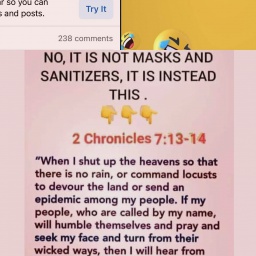 r so you can
s and posts.
Try It
238 comments
NO, IT IS NOT MASKS AND
SANITIZERS, IT IS INSTEAD
THIS .
2 Chronicles 7:13-14
"When I shut up the heavens so that
there is no rain, or command locusts
to devour the land or send an
epidemic among my people. If my
people, who are called by my name,
will humble themselves and pray and
seek my face and turn from their
wicked ways, then I will hear from